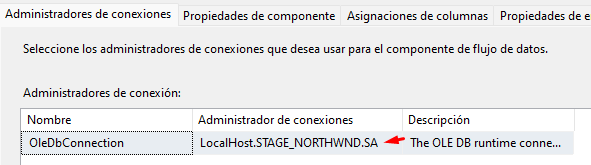 Administradores de conexiones Propiedades de componente Asignaciones de columnas Propiedades de e
Seleccione los administradores de conexiones que desea usar para el componente de flujo de datos.
Administradores de conexión:
Nombre Administrador de conexiones Descripción
OleDbConnection LocalHost.STAGE_NORTHWND.SA The OLE DB runtime conne...